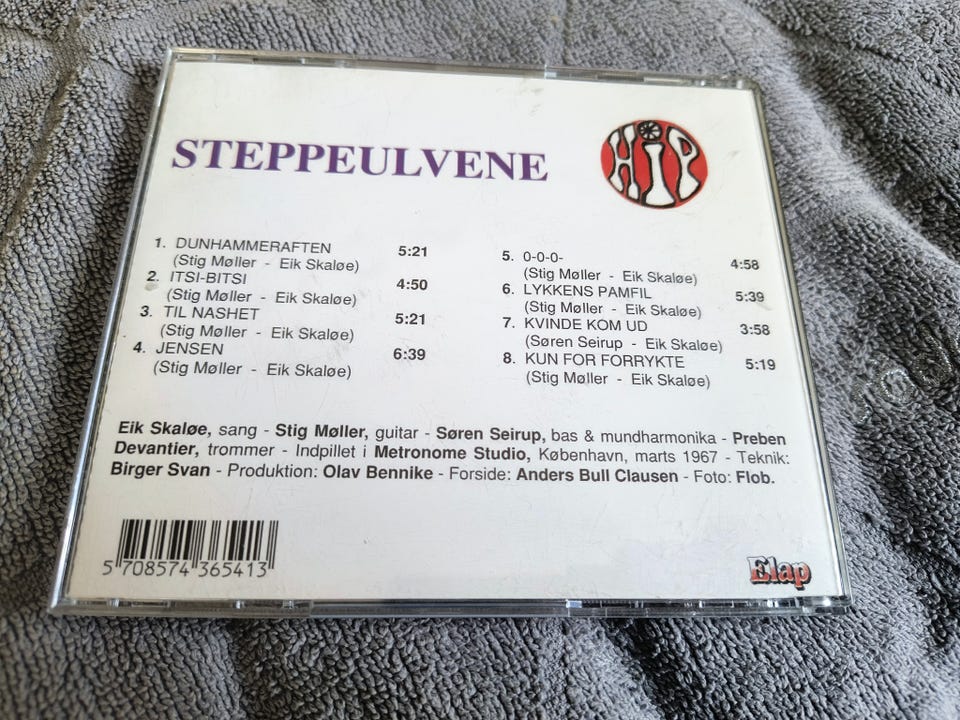 STEPPEULVENE
HiP
1. DUNHAMMERAFTEN 5:21
(Stig Møller - Eik Skaløe)
2. ITSI-BITSI 4:50
(Stig Møller - Eik Skaløe)
3. TIL NASHET 5:21
(Stig Møller - Eik Skaløe)
4. JENSEN 6:39
(Stig Møller - Eik Skaløe)
5. O-O-O- 4:58
(Stig Møller - Eik Skaløe)
6. LYKKENS PAMFIL 5:39
(Stig Møller - Eik Skaløe)
7. KVINDE KOM UD 3:58
(Søren Seirup - Eik Skaløe)
8. KUN FOR FORRYKTE 5:19
(Stig Møller - Eik Skaløe)
Eik Skaløe, sang - Stig Møller, guitar - Søren Seirup, bas & mundharmonika - Preben
Devantier, trommer - Indpillet i Metronome Studio, København, marts 1967 - Teknik:
Birger Svan - Produktion: Olav Bennike - Forside: Anders Bull Clausen - Foto: Flob.
5 708574 365413
Elap